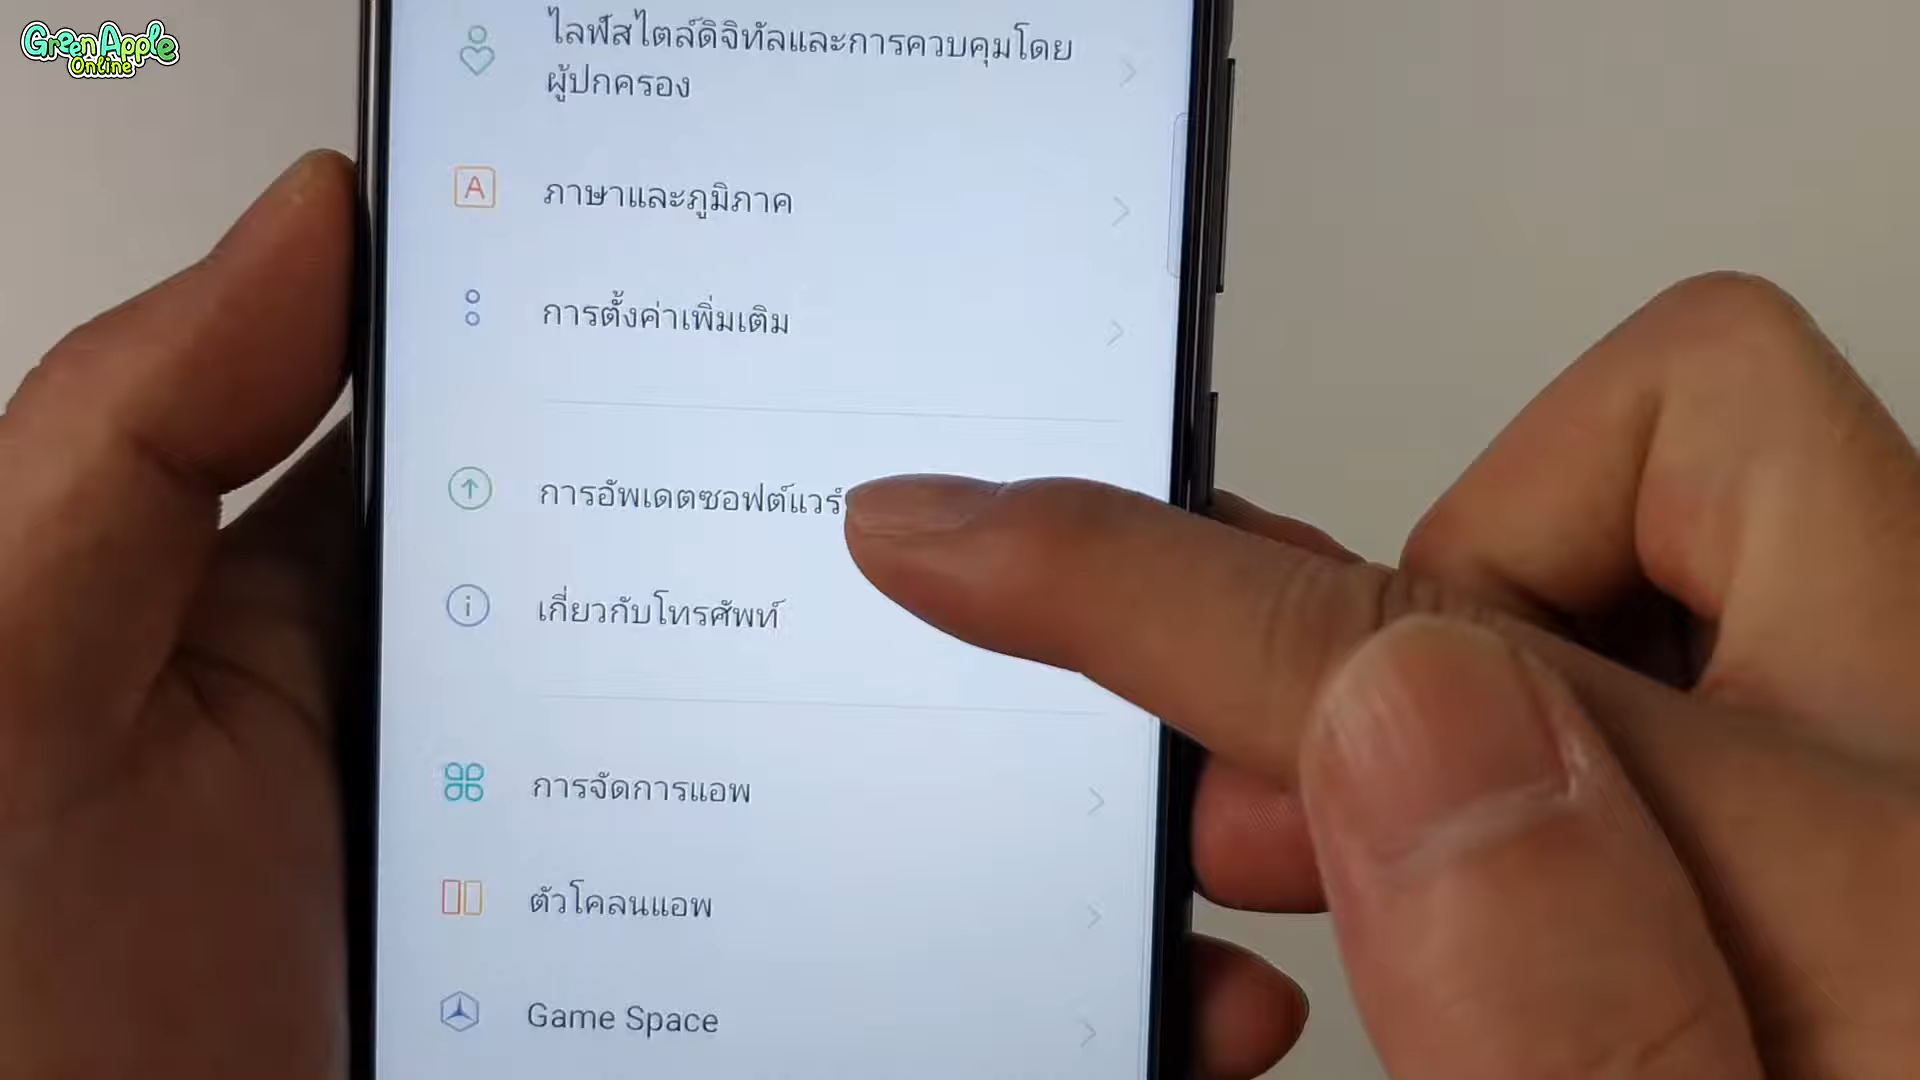 GreenApple
Online
ไลฟ์สไตล์ดิจิทัลและการควบคุมโดย
ผู้ปกครอง
ภาษาและภูมิภาค
การตั้งค่าเพิ่มเติม
การอัพเดตซอฟต์แวร์
เกี่ยวกับโทรศัพท์
การจัดการแอพ
ตัวโคลนแอพ
Game Space